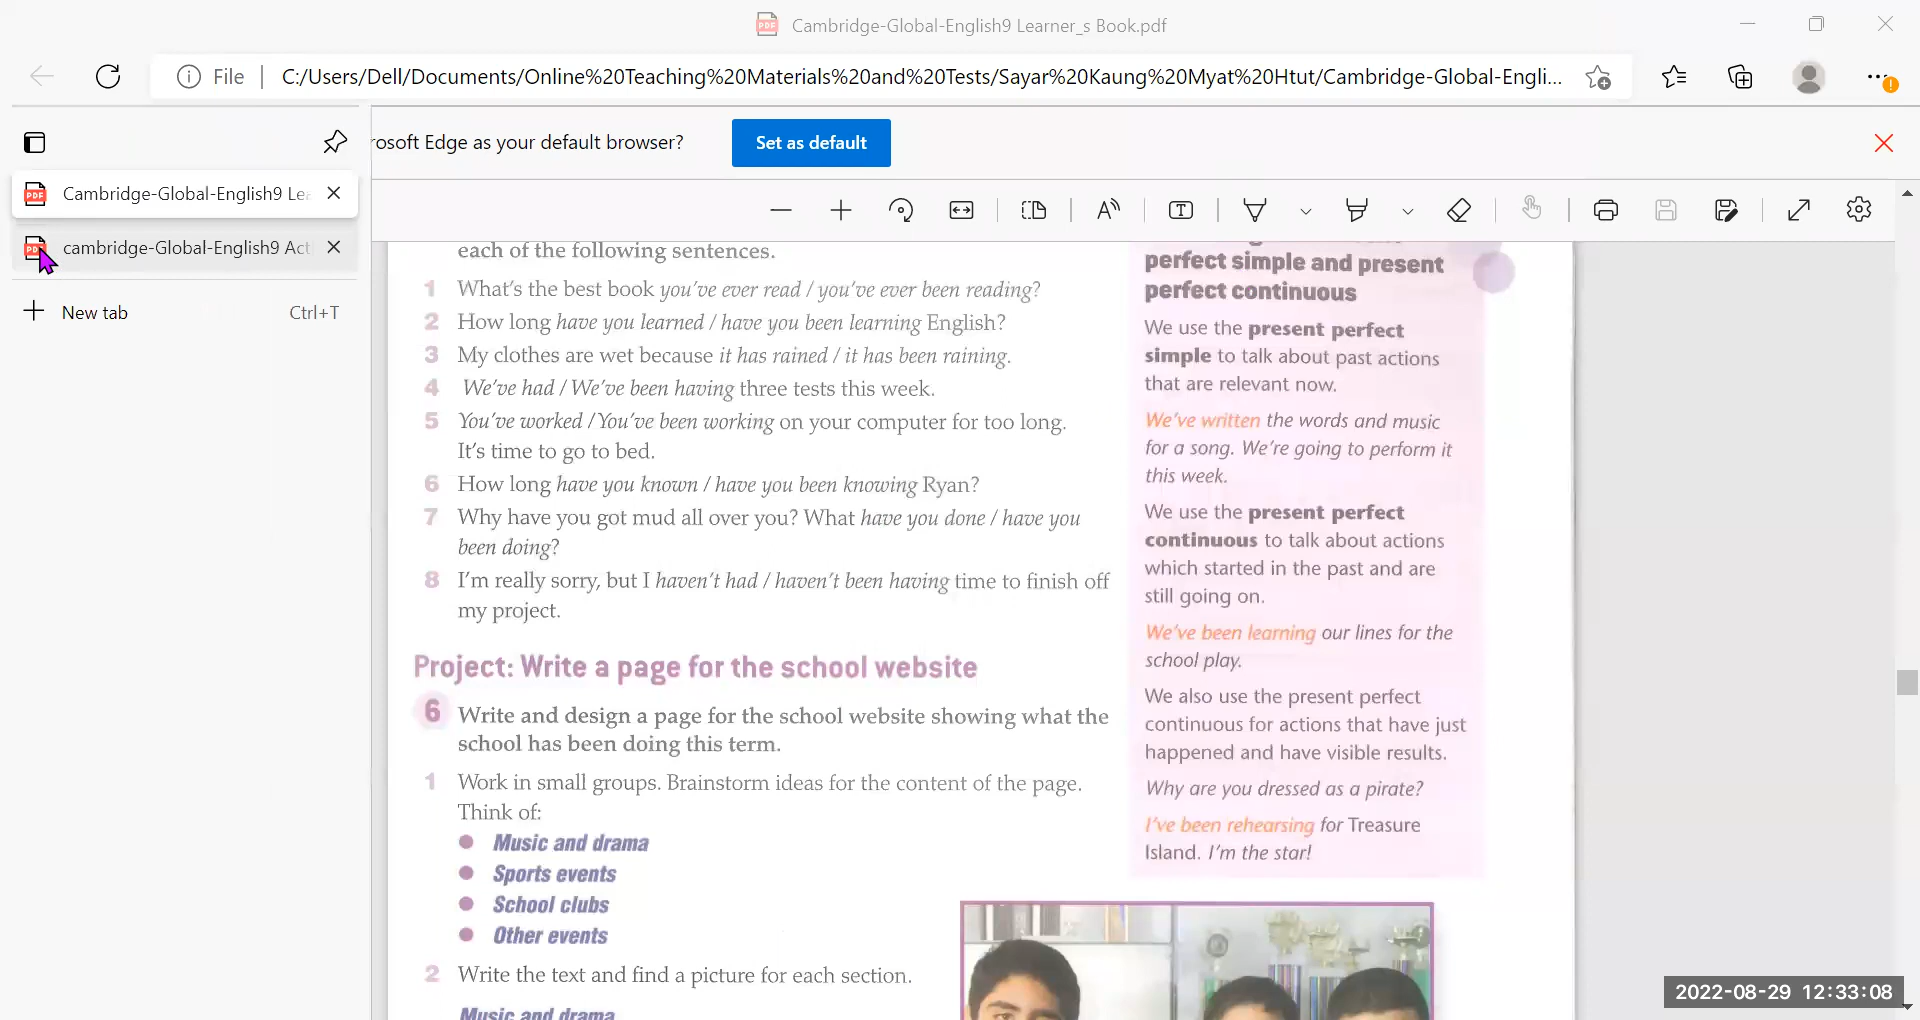 Cambridge-Global-English9 Learner_s Book.pdf
File
C:/Users/Dell/Documents/Online%20Teaching%20Materials%20and%20Tests/Sayar%20Kaung%20Myat%20Htut/Cambridge-Global-Engli...
rosoft Edge as your default browser?
Set as default
Cambridge-Global-English9 Le
cambridge-Global-English9 Act
New tab
Ctrl+T
each of the following sentences.
1 What's the best book you've ever read / you've ever been reading?
2 How long have you learned / have you been learning English?
3 My clothes are wet because it has rained / it has been raining.
4 We've had / We've been having three tests this week.
5 You've worked / You've been working on your computer for too long.
It's time to go to bed.
6 How long have you known / have you been knowing Ryan?
7 Why have you got mud all over you? What have you done / have you
been doing?
8 I'm really sorry, but I haven't had / haven't been having time to finish off
my project.
Project: Write a page for the school website
6 Write and design a page for the school website showing what the
school has been doing this term.
1 Work in small groups. Brainstorm ideas for the content of the page.
Think of:
● Music and drama
● Sports events
● School clubs
● Other events
2 Write the text and find a picture for each section.
Music and drama
perfect simple and present
perfect continuous
We use the present perfect
simple to talk about past actions
that are relevant now.
We've written the words and music
for a song. We're going to perform it
this week.
We use the present perfect
continuous to talk about actions
which started in the past and are
still going on.
We've been learning our lines for the
school play.
We also use the present perfect
continuous for actions that have just
happened and have visible results.
Why are you dressed as a pirate?
I've been rehearsing for Treasure
Island. I'm the star!
2022-08-29 12:33:08